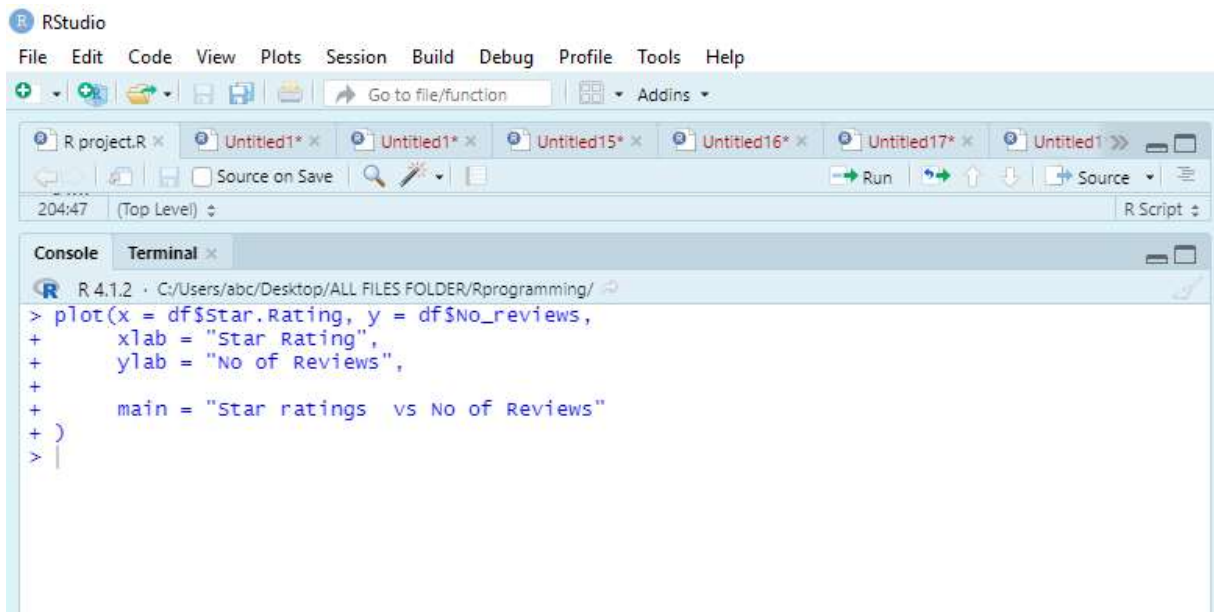 RStudio
File Edit Code View Plots Session Build Debug Profile Tools Help
Go to file/function Addins
R project.R Untitled1* Untitled1* Untitled15* Untitled16* Untitled17* Untitled1
Source on Save Run Source
204:47 (Top Level) R Script
Console Terminal
R 4.1.2 · C:/Users/abc/Desktop/ALL FILES FOLDER/Rprogramming/
> plot(x = df$Star.Rating, y = df$No_reviews,
+ xlab = "Star Rating",
+ ylab = "No of Reviews",
+
+ main = "Star ratings  vs No of Reviews"
+ )
>